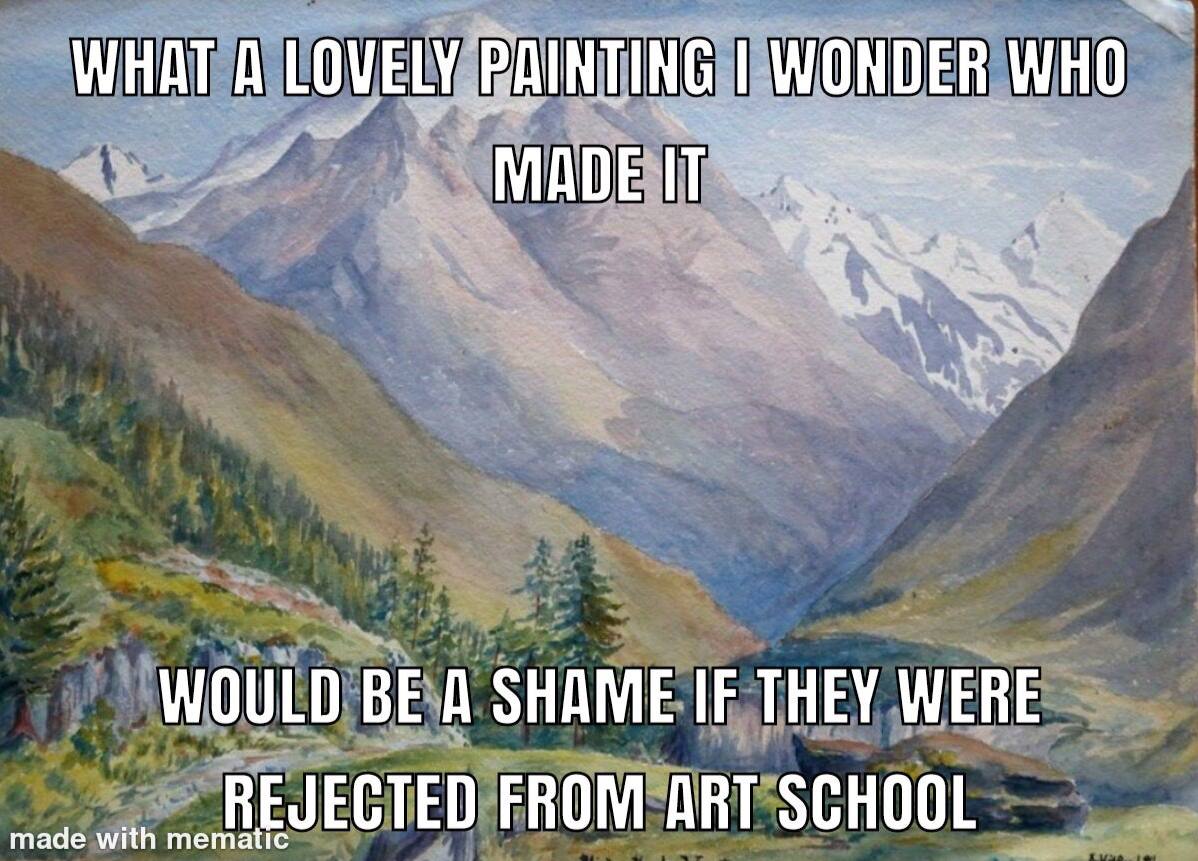 WHAT A LOVELY PAINTING I WONDER WHO
MADE IT
WOULD BE A SHAME IF THEY WERE
REJECTED FROM ART SCHOOL
made with mematic